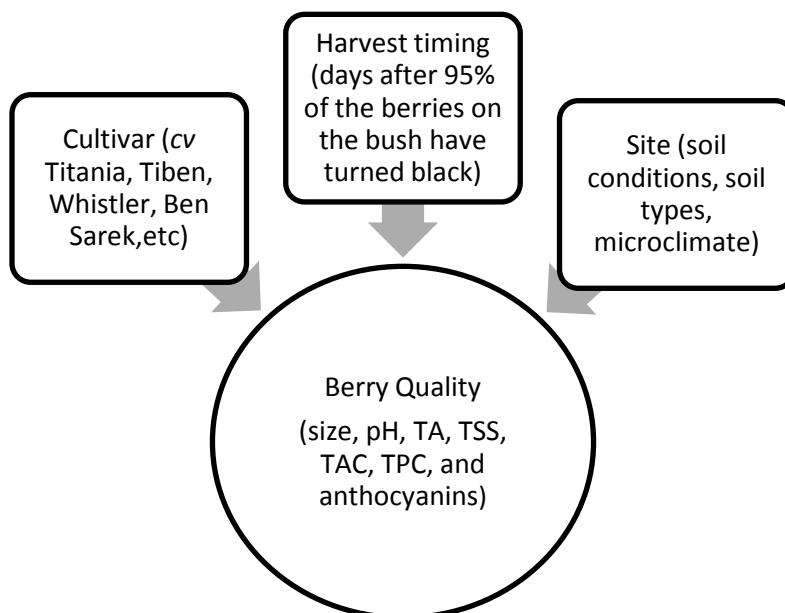 Cultivar (cv
Titania, Tiben,
Whistler, Ben
Sarek,etc)
Harvest timing
(days after 95%
of the berries on
the bush have
turned black)
Site (soil
conditions, soil
types,
microclimate)
Berry Quality
(size, pH, TA, TSS,
TAC, TPC, and
anthocyanins)